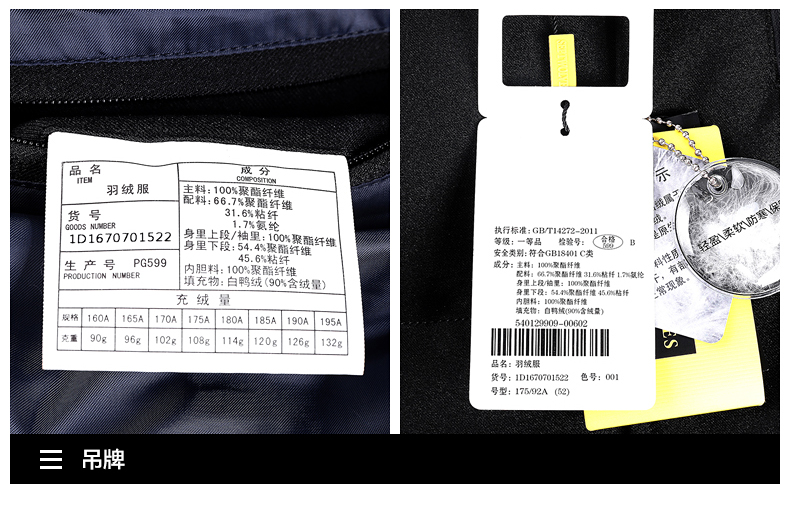 品 名
ITEM
羽绒服
货 号
GOODS NUMBER
1D1670701522
生 产 号 PG599
PRODUCTION NUMBER
成 分
COMPOSITION
主料:100%聚酯纤维
配料:66.7%聚酯纤维
31.6%粘纤
1.7%氨纶
身里上段/袖里:100%聚酯纤维
身里下段:54.4%聚酯纤维
45.6%粘纤
内胆料:100%聚酯纤维
填充物:白鸭绒(90%含绒量)
充 绒 量
规格 160A 165A 170A 175A 180A 185A 190A 195A
克重 90g 96g 102g 108g 114g 120g 126g 132g
执行标准:GB/T14272-2011
等级:一等品 检验号: 合格 599 B
安全类别:符合GB18401 C类
成分:主料:100%聚酯纤维
配料:66.7%聚酯纤维 31.6%粘纤 1.7%氨纶
身里上段/袖里:100%聚酯纤维
身里下段:54.4%聚酯纤维 45.6%粘纤
内胆料:100%聚酯纤维
填充物:白鸭绒(90%含绒量)
540129909-00602
品名:羽绒服
货号:1D1670701522 色号:001
号型:175/92A (52)
示
轻盈\柔软\防寒\保
常现象。
吊牌